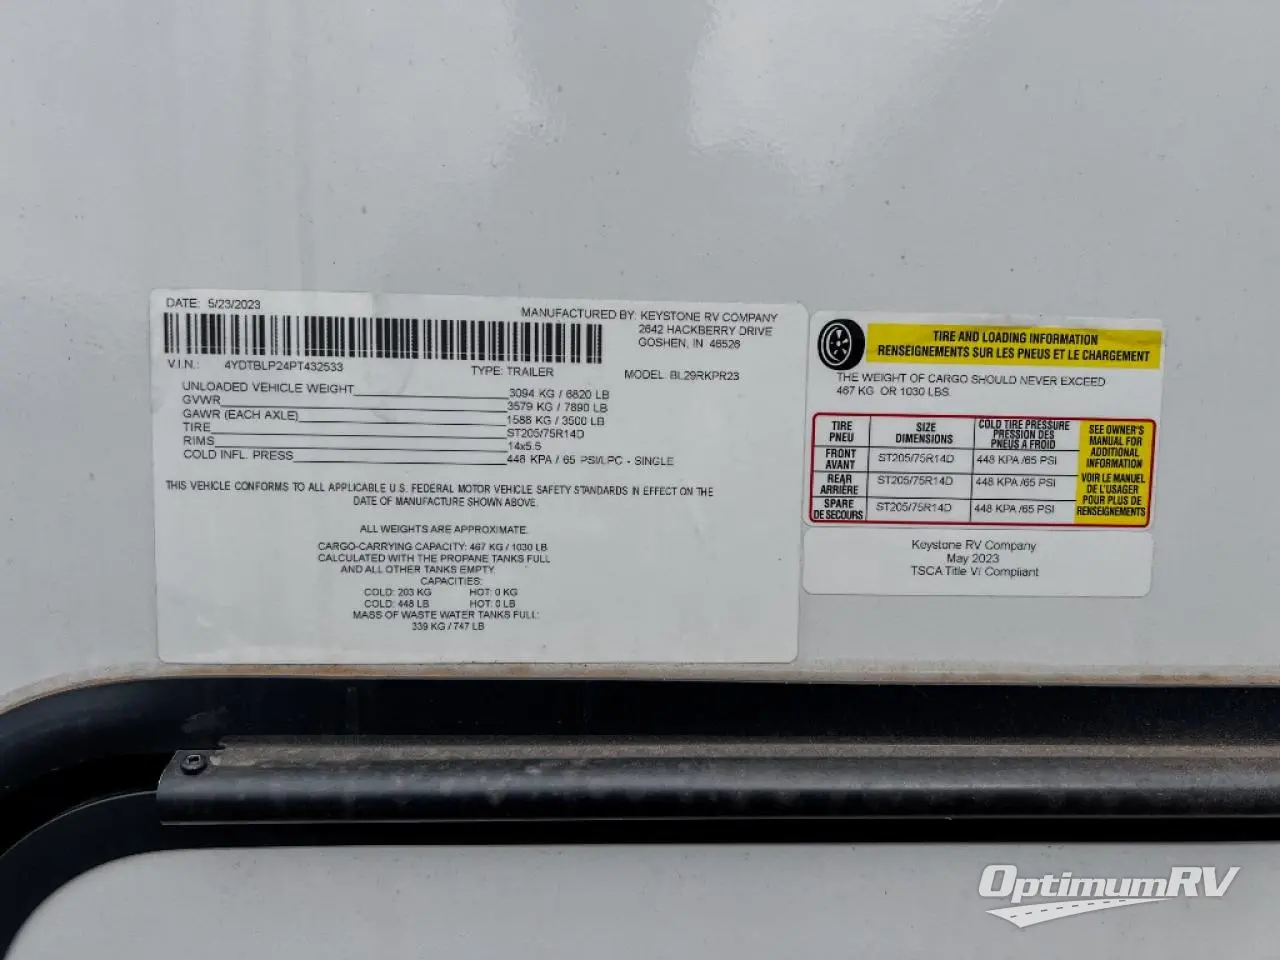 DATE: 5/23/2023
MANUFACTURED BY: KEYSTONE RV COMPANY
2642 HACKBERRY DRIVE
GOSHEN, IN 46526
V.I.N.: 4YDTBLP24PT432533
TYPE: TRAILER
MODEL: BL29RKPR23
UNLOADED VEHICLE WEIGHT 3094 KG / 6820 LB
GVWR 3579 KG / 7890 LB
GAWR (EACH AXLE) 1588 KG / 3500 LB
TIRE ST205/75R14D
RIMS 14x5.5
COLD INFL. PRESS 448 KPA / 65 PSI/LPC - SINGLE
THIS VEHICLE CONFORMS TO ALL APPLICABLE U.S. FEDERAL MOTOR VEHICLE SAFETY STANDARDS IN EFFECT ON THE
DATE OF MANUFACTURE SHOWN ABOVE.
ALL WEIGHTS ARE APPROXIMATE.
CARGO-CARRYING CAPACITY: 467 KG / 1030 LB
CALCULATED WITH THE PROPANE TANKS FULL
AND ALL OTHER TANKS EMPTY.
CAPACITIES:
COLD: 203 KG HOT: 0 KG
COLD: 448 LB HOT: 0 LB
MASS OF WASTE WATER TANKS FULL:
339 KG / 747 LB
TIRE AND LOADING INFORMATION
RENSEIGNEMENTS SUR LES PNEUS ET LE CHARGEMENT
THE WEIGHT OF CARGO SHOULD NEVER EXCEED
467 KG OR 1030 LBS.
TIRE
PNEU
SIZE
DIMENSIONS
COLD TIRE PRESSURE
PRESSION DES
PNEUS A FROID
FRONT
AVANT
ST205/75R14D
448 KPA /65 PSI
REAR
ARRIÈRE
ST205/75R14D
448 KPA /65 PSI
SPARE
DE SECOURS
ST205/75R14D
448 KPA /65 PSI
SEE OWNER'S
MANUAL FOR
ADDITIONAL
INFORMATION
VOIR LE MANUEL
DE L'USAGER
POUR PLUS DE
RENSEIGNEMENTS
Keystone RV Company
May 2023
TSCA Title VI Compliant
OptimumRV